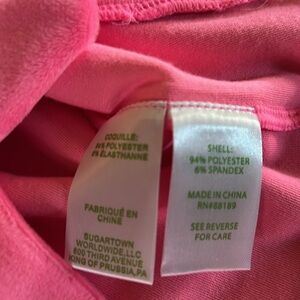 COQUILLE:
94% POLYESTER
6% ÉLASTHANNE
FABRIQUÉ EN
CHINE
SUGARTOWN
WORLDWIDE, LLC
800 THIRD AVENUE
KING OF PRUSSIA, PA
SHELL:
94% POLYESTER
6% SPANDEX
MADE IN CHINA
RN#88189
SEE REVERSE
FOR CARE